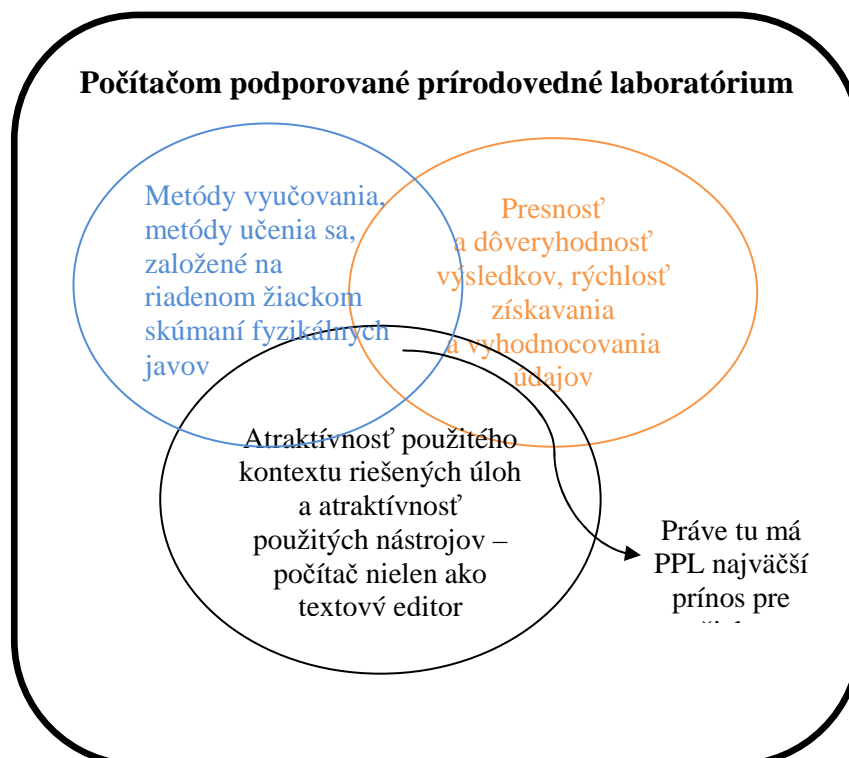 Počítačom podporované prírodovedné laboratórium
Metódy vyučovania,
metódy učenia sa,
založené na
riadenom žiackom
skúmaní fyzikálnych
javov
Presnosť
a dôveryhodnosť
výsledkov, rýchlosť
získavania
a vyhodnocovania
údajov
Atraktívnosť použitého
kontextu riešených úloh
a atraktívnosť
použitých nástrojov –
počítač nielen ako
textový editor
Práve tu má
PPL najväčší
prínos pre